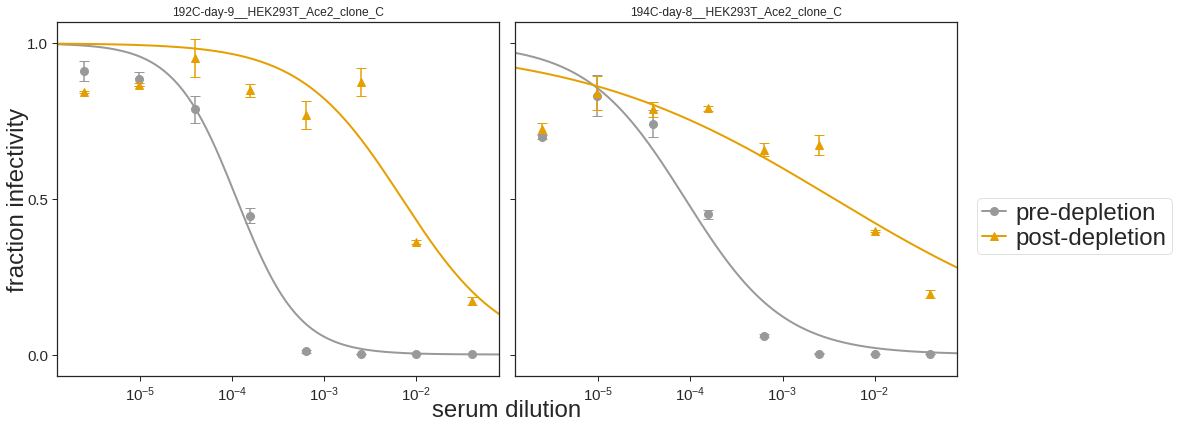 192C-day-9__HEK293T_Ace2_clone_C
194C-day-8__HEK293T_Ace2_clone_C
fraction infectivity
1.0
0.5
0.0
10⁻⁵ 10⁻⁴ 10⁻³ 10⁻²
10⁻⁵ 10⁻⁴ 10⁻³ 10⁻²
serum dilution
pre-depletion
post-depletion